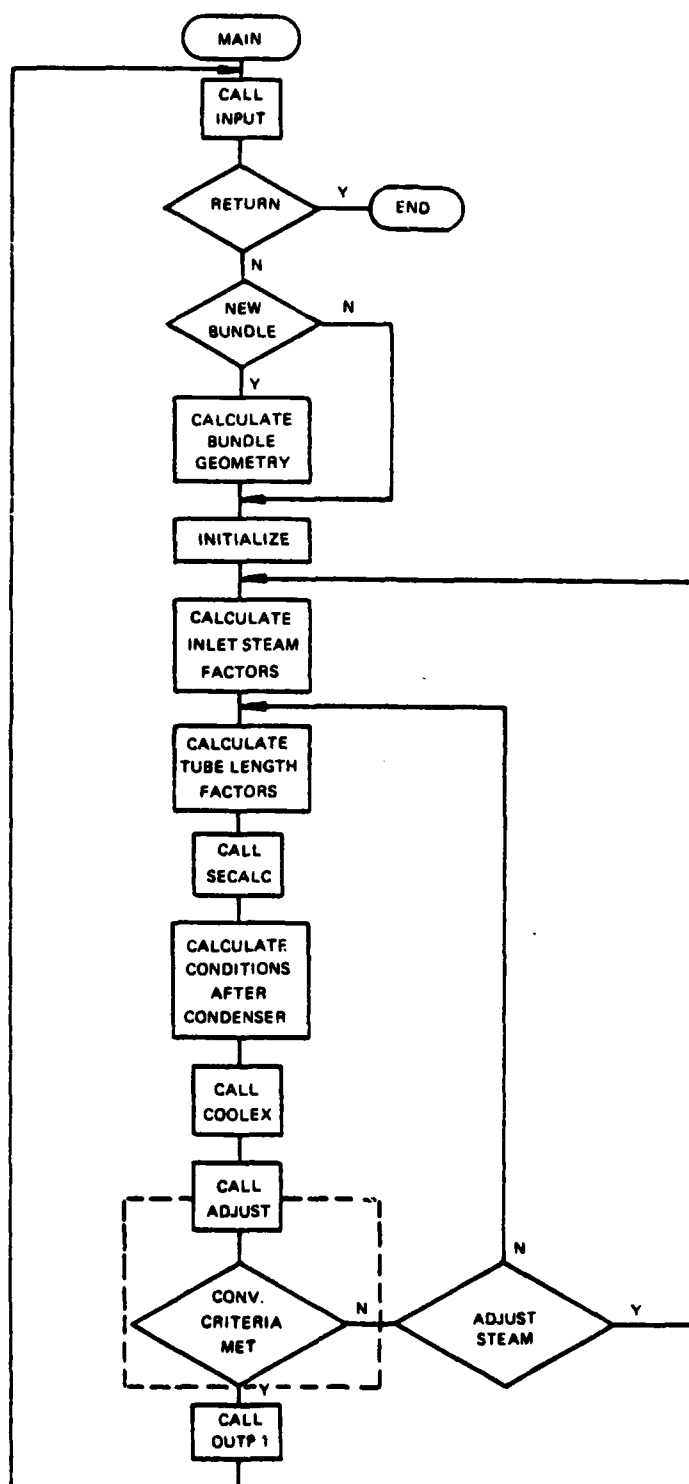 MAIN
CALL
INPUT
RETURN
Y
END
N
NEW
BUNDLE
N
Y
CALCULATE
BUNDLE
GEOMETRY
INITIALIZE
CALCULATE
INLET STEAM
FACTORS
CALCULATE
TUBE LENGTH
FACTORS
CALL
SECALC
CALCULATE
CONDITIONS
AFTER
CONDENSER
CALL
COOLEX
CALL
ADJUST
CONV.
CRITERIA
MET
N
Y
N
ADJUST
STEAM
Y
CALL
OUTP 1